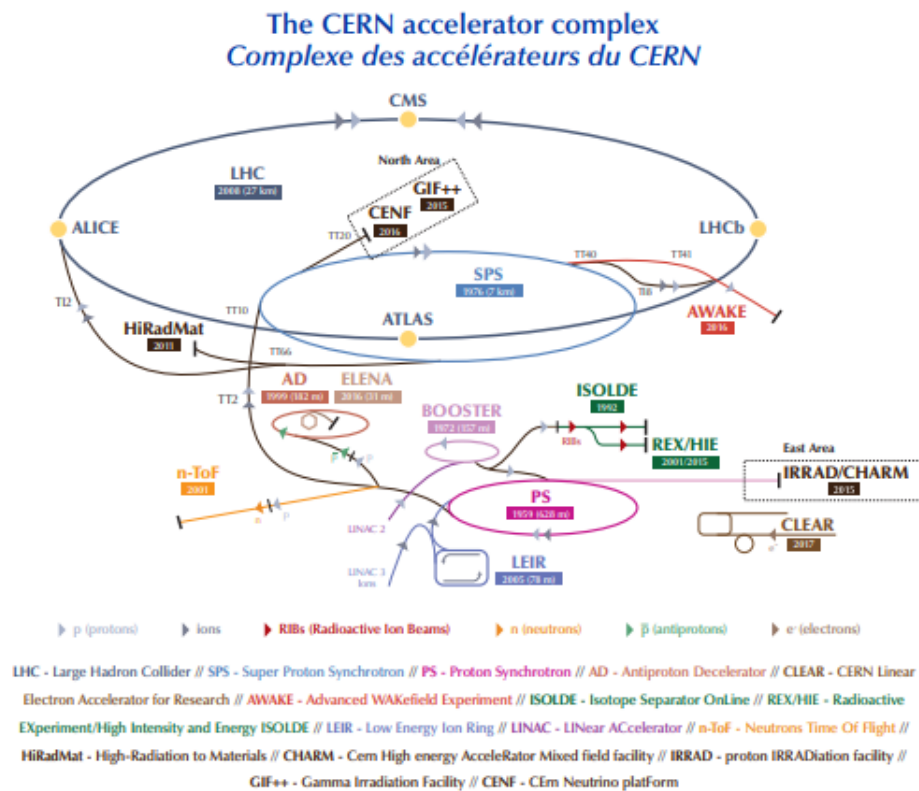 The CERN accelerator complex
Complexe des accélérateurs du CERN
CMS
North Area
LHC
2008 (27 km)
GIF++
2015
CENF
2016
ALICE
LHCb
TT20
TT40
TT41
SPS
1976 (7 km)
TI8
TI2
TT10
ATLAS
AWAKE
2016
HiRadMat
2011
TT66
AD
1999 (182 m)
ELENA
2016 (31 m)
TT2
ISOLDE
1992
BOOSTER
1972 (157 m)
RIBs
REX/HIE
2001/2015
East Area
n-ToF
2001
p
p
IRRAD/CHARM
2015
PS
1959 (628 m)
n
p
LINAC 2
CLEAR
2017
e-
LEIR
2005 (78 m)
LINAC 3
Ions
p (protons)
ions
RIBs (Radioactive Ion Beams)
n (neutrons)
p̄ (antiprotons)
e- (electrons)
LHC - Large Hadron Collider // SPS - Super Proton Synchrotron // PS - Proton Synchrotron // AD - Antiproton Decelerator // CLEAR - CERN Linear
Electron Accelerator for Research // AWAKE - Advanced WAKefield Experiment // ISOLDE - Isotope Separator OnLine // REX/HIE - Radioactive
EXperiment/High Intensity and Energy ISOLDE // LEIR - Low Energy Ion Ring // LINAC - LINear ACcelerator // n-ToF - Neutrons Time Of Flight //
HiRadMat - High-Radiation to Materials // CHARM - Cern High energy AcceleRator Mixed field facility // IRRAD - proton IRRADiation facility //
GIF++ - Gamma Irradiation Facility // CENF - CErn Neutrino platForm